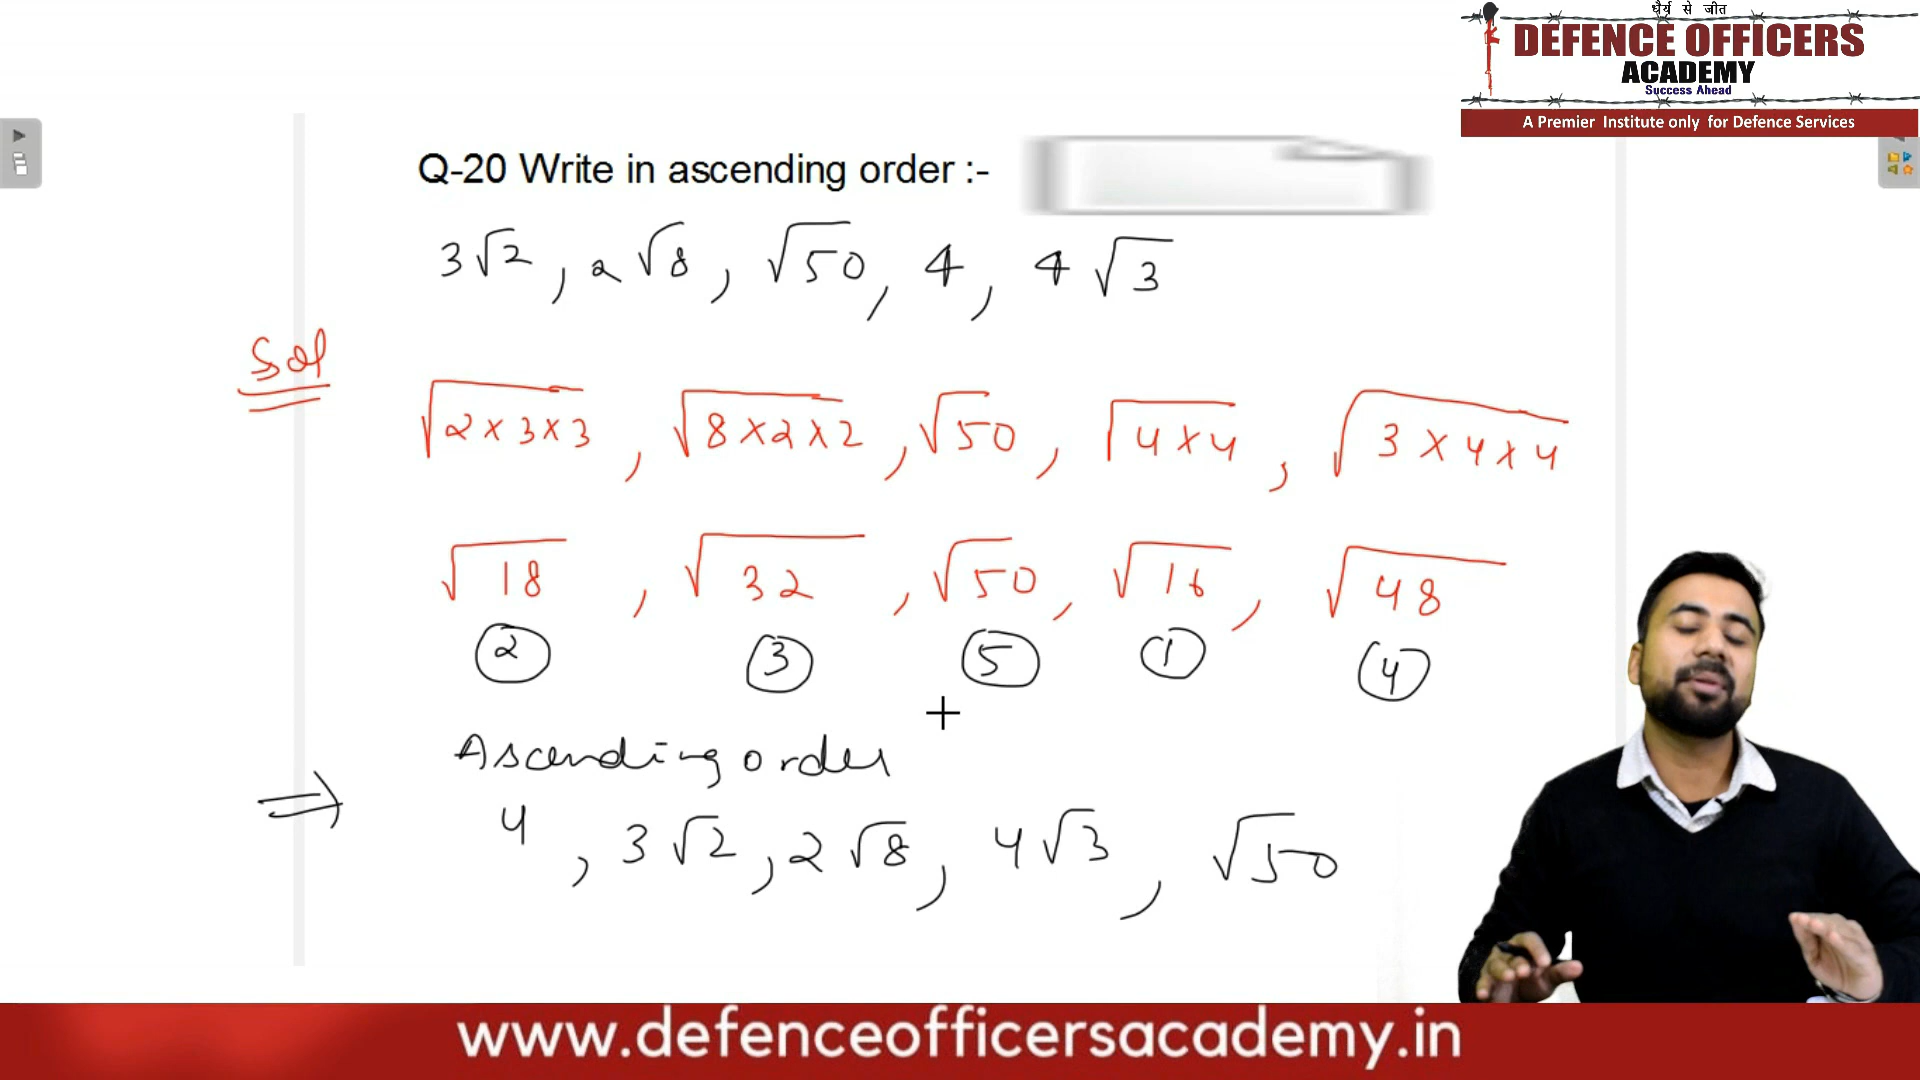 धैर्य से जीत
DEFENCE OFFICERS
ACADEMY
Success Ahead
A Premier Institute only for Defence Services
Q-20 Write in ascending order :-
3√2, 2√8, √50, 4, 4√3
Sol
√2×3×3, √8×2×2, √50, √4×4, √3×4×4
√18, √32, √50, √16, √48
2 3 5 1 4
Ascending order
⇒ 4, 3√2, 2√8, 4√3, √50
www.defenceofficersacademy.in